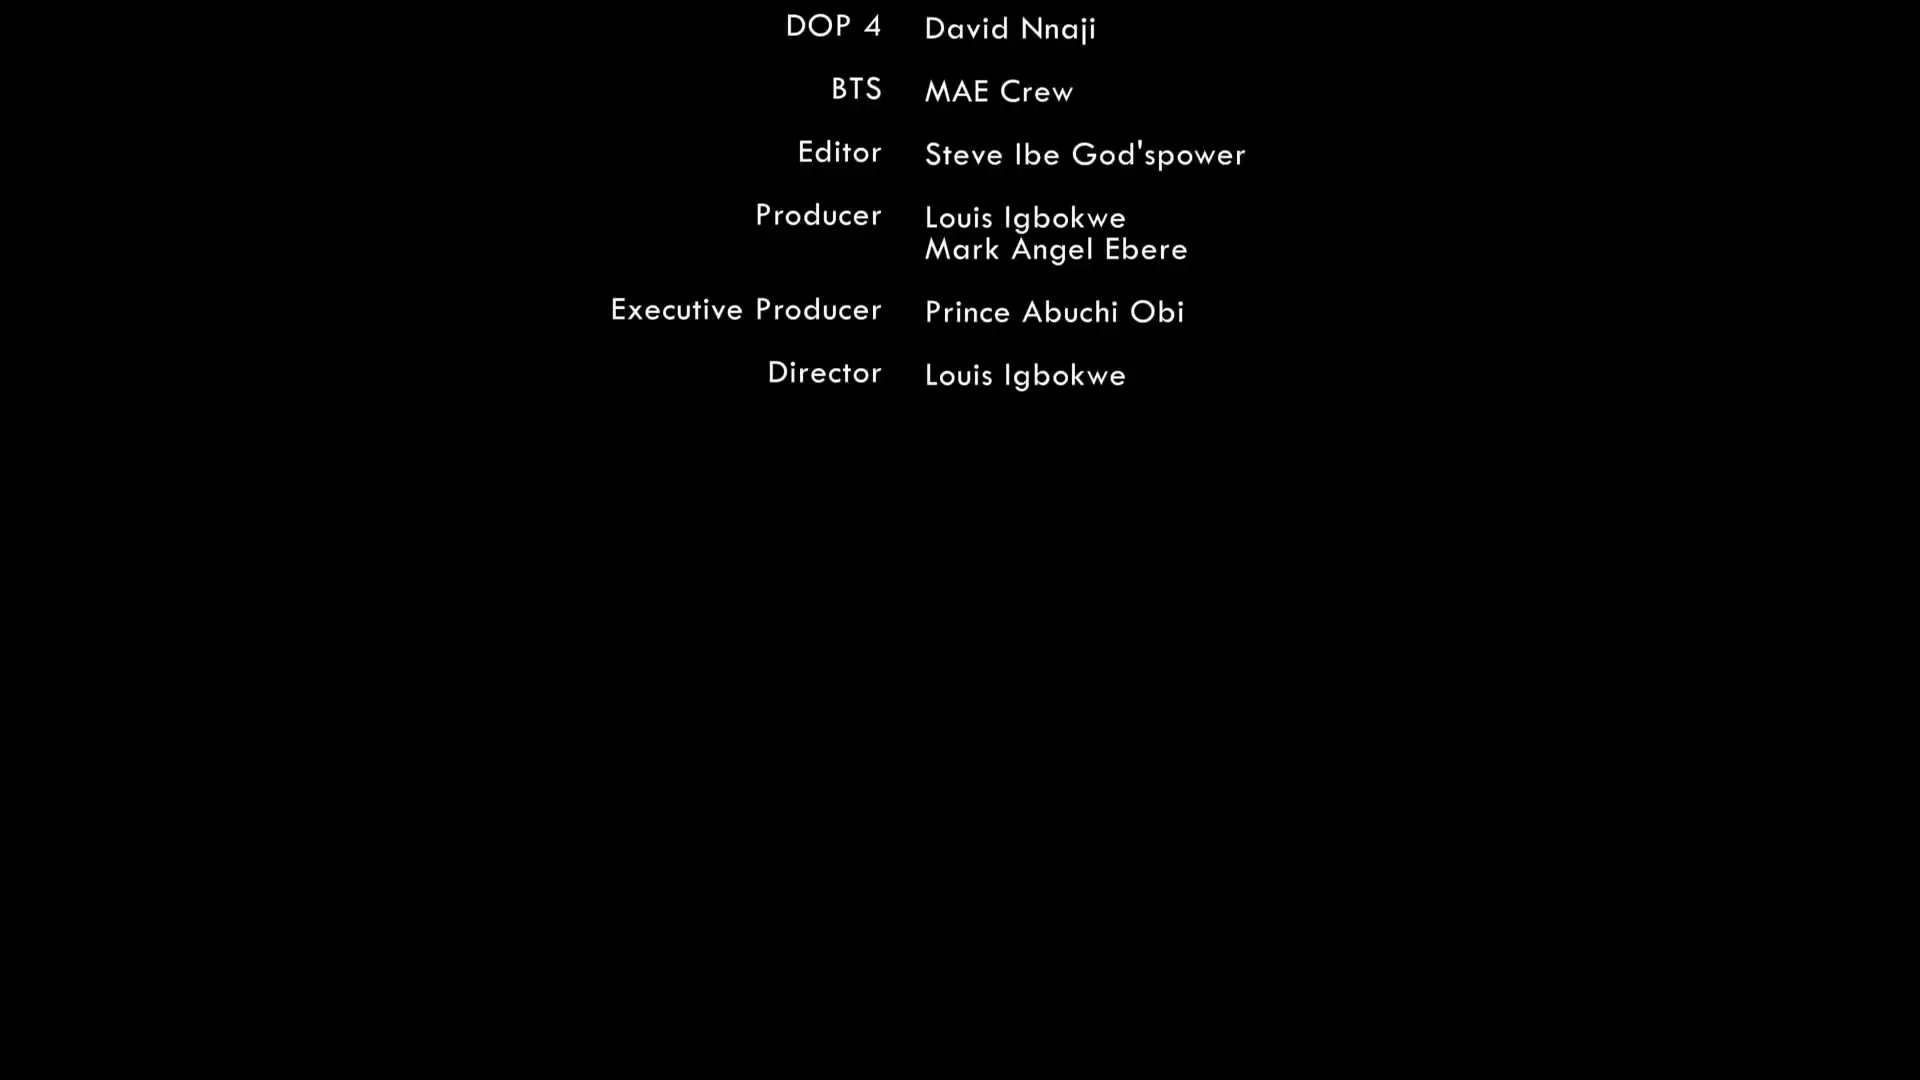 DOP 4 David Nnaji
BTS MAE Crew
Editor Steve Ibe God'spower
Producer Louis Igbokwe
Mark Angel Ebere
Executive Producer Prince Abuchi Obi
Director Louis Igbokwe